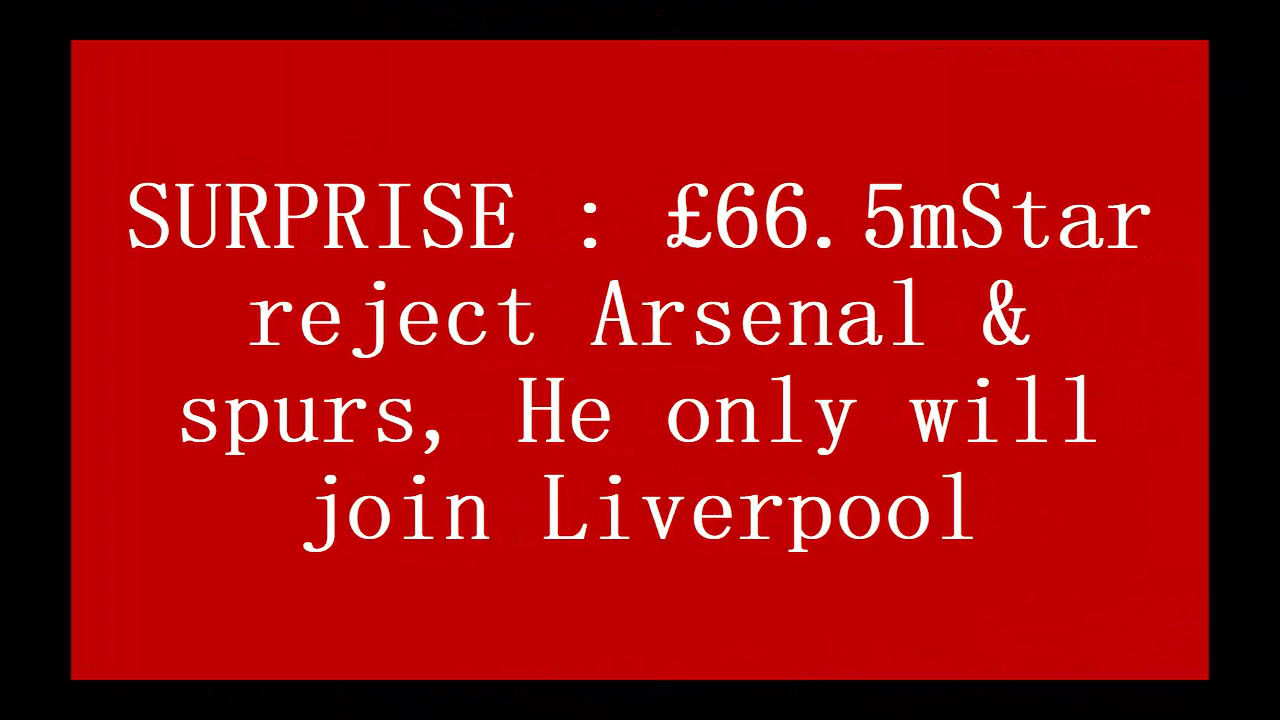 SURPRISE : £66.5mStar
reject Arsenal &
spurs, He only will
join Liverpool